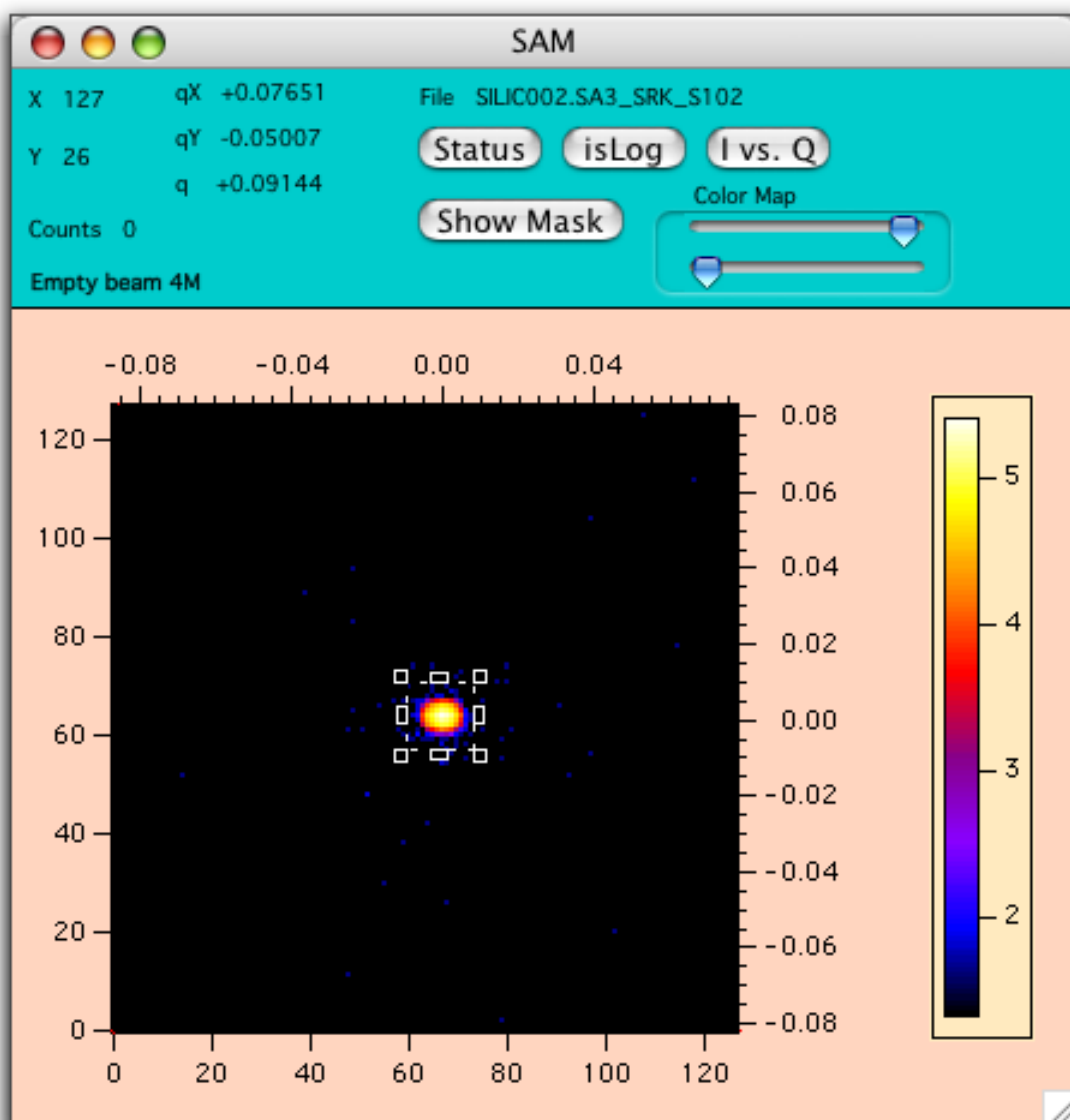 SAM
X 127 qX +0.07651 File SILIC002.SA3_SRK_S102
qY -0.05007
Y 26 Status isLog I vs. Q
q +0.09144
Color Map
Show Mask
Counts 0
Empty beam 4M
-0.08 -0.04 0.00 0.04
120
100
80
60
40
20
0
0.08
0.06
0.04
0.02
0.00
-0.02
-0.04
-0.06
-0.08
5
4
3
2
0 20 40 60 80 100 120